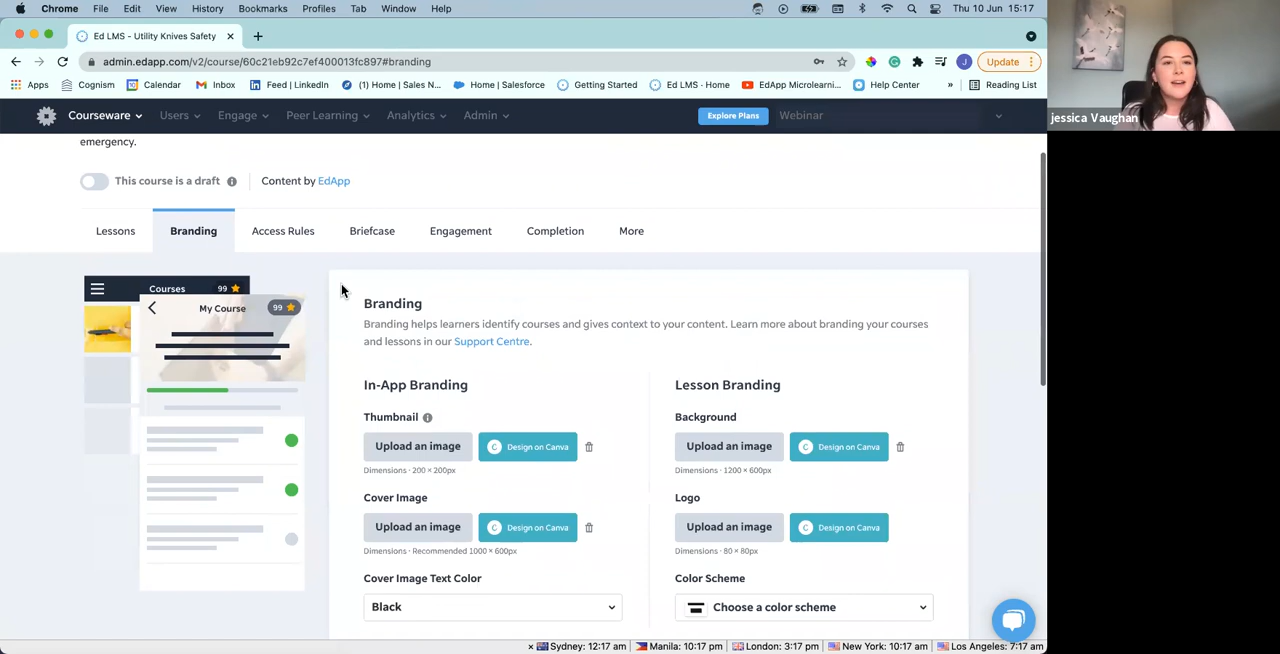 Chrome File Edit View History Bookmarks Profiles Tab Window Help Thu 10 Jun 15:17
Ed LMS - Utility Knives Safety
admin.edapp.com/v2/course/60c21eb92c7ef400013fc897#branding J Update
Apps Cognism Calendar Inbox Feed | LinkedIn (1) Home | Sales N... Home | Salesforce Getting Started Ed LMS - Home EdApp Microlearni... Help Center » Reading List
Courseware Users Engage Peer Learning Analytics Admin Explore Plans Webinar
jessica Vaughan
emergency.
This course is a draft Content by EdApp
Lessons Branding Access Rules Briefcase Engagement Completion More
Courses 99
My Course 99
Branding
Branding helps learners identify courses and gives context to your content. Learn more about branding your courses
and lessons in our Support Centre.
In-App Branding
Thumbnail
Upload an image Design on Canva
Dimensions · 200 × 200px
Cover Image
Upload an image Design on Canva
Dimensions · Recommended 1000 × 600px
Cover Image Text Color
Black
Lesson Branding
Background
Upload an image Design on Canva
Dimensions · 1200 × 600px
Logo
Upload an image Design on Canva
Dimensions · 80 × 80px
Color Scheme
Choose a color scheme
× Sydney: 12:17 am Manila: 10:17 pm London: 3:17 pm New York: 10:17 am Los Angeles: 7:17 am